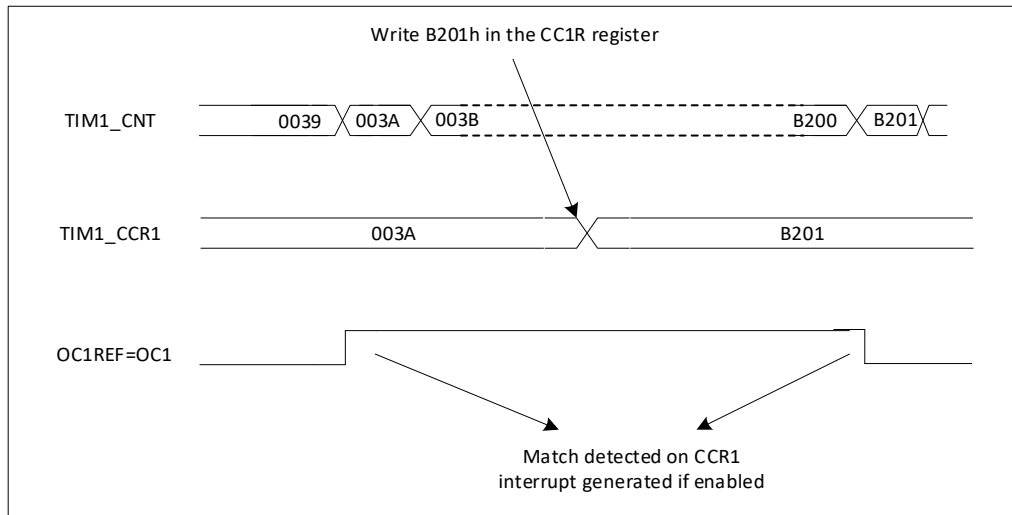 Write B201h in the CC1R register
TIM1_CNT 0039 003A 003B B200 B201
TIM1_CCR1 003A B201
OC1REF=OC1
Match detected on CCR1
interrupt generated if enabled